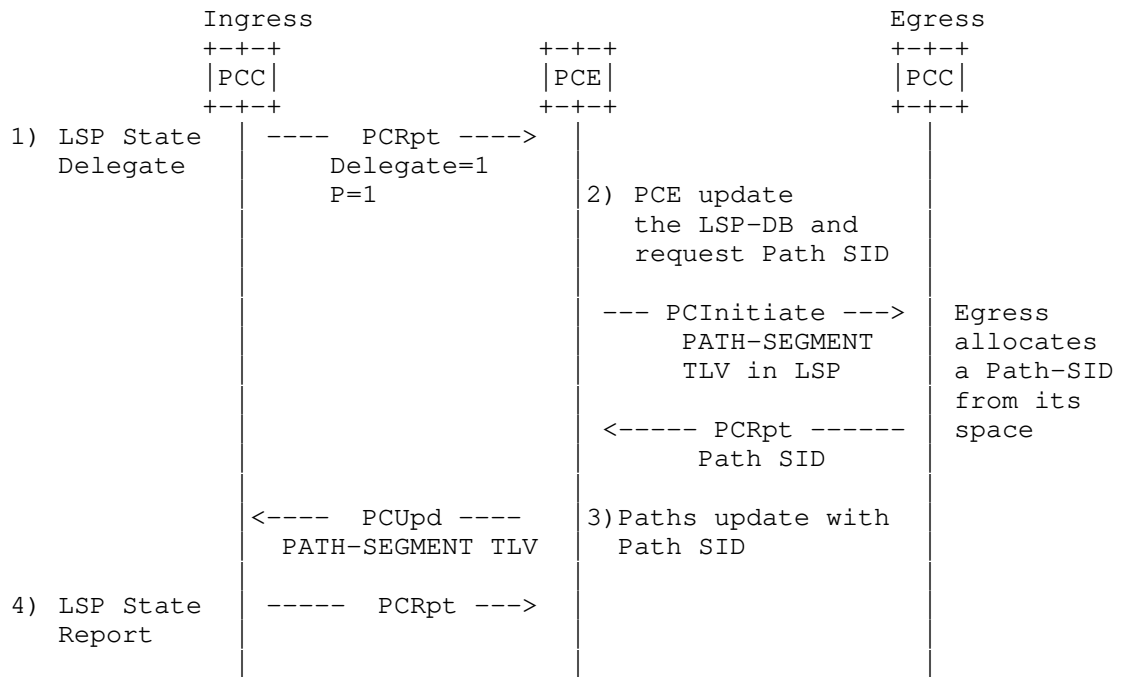 Ingress                                              Egress
                +-+-+                      +-+-+                     +-+-+
                |PCC|                      |PCE|                     |PCC|
                +-+-+                      +-+-+                     +-+-+
1) LSP State       | ----  PCRpt ---->       |                         |
   Delegate        |     Delegate=1          |                         |
                   |     P=1                 |2) PCE update            |
                   |                         |   the LSP-DB and        |
                   |                         |   request Path SID      |
                   |                         |                         |
                   |                         | --- PCInitiate --->     | Egress
                   |                         |     PATH-SEGMENT        | allocates
                   |                         |     TLV in LSP          | a Path-SID
                   |                         |                         | from its
                   |                         | <----- PCRpt ------     | space
                   |                         |      Path SID           |
                   |                         |                         |
                   |<----  PCUpd ----        |3)Paths update with      |
                   |  PATH-SEGMENT TLV       |  Path SID               |
                   |                         |                         |
4) LSP State       | -----  PCRpt --->       |                         |
   Report          |                         |                         |
                   |                         |                         |